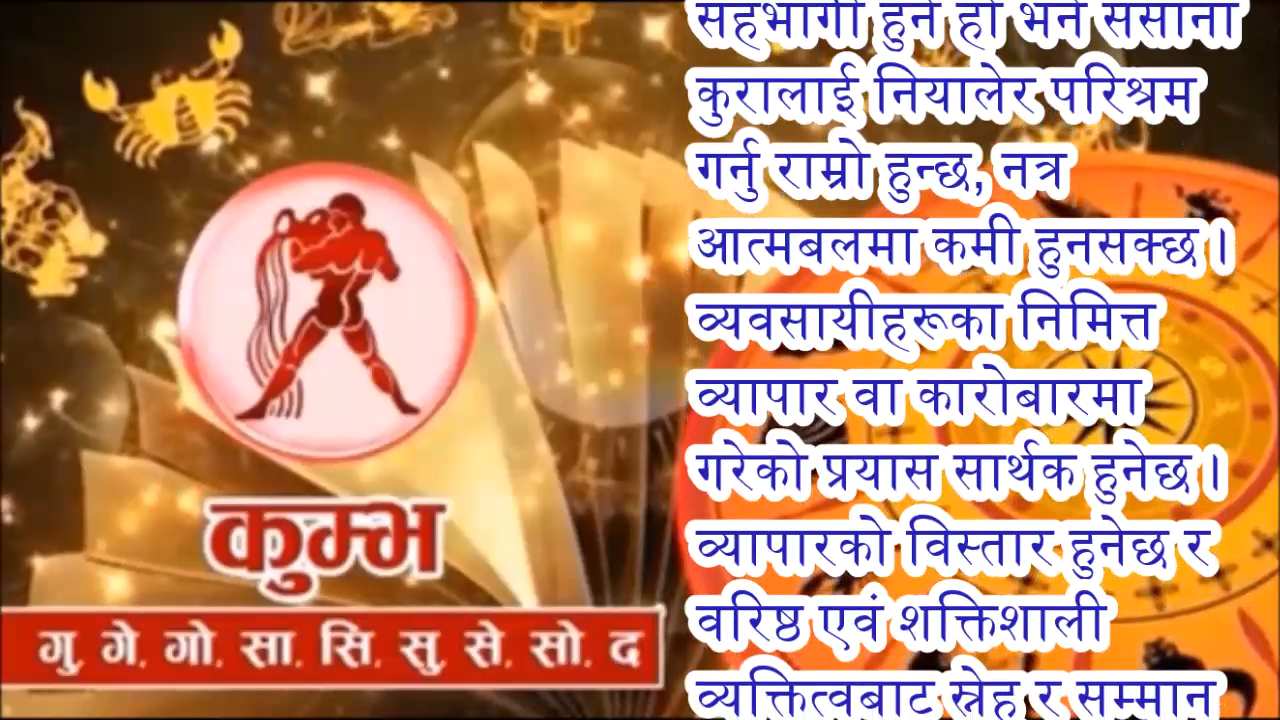 कुम्भ
गु. गे. गो. सा. सि. सु. से. सो. द
सहभागी हुने हो भने ससाना
कुरालाई नियालेर परिश्रम
गर्नु राम्रो हुन्छ, नत्र
आत्मबलमा कमी हुनसक्छ।
व्यवसायीहरूका निमित्त
व्यापार वा कारोबारमा
गरेको प्रयास सार्थक हुनेछ।
व्यापारको विस्तार हुनेछ र
वरिष्ठ एवं शक्तिशाली
व्यक्तित्वबाट स्नेह र सम्मान